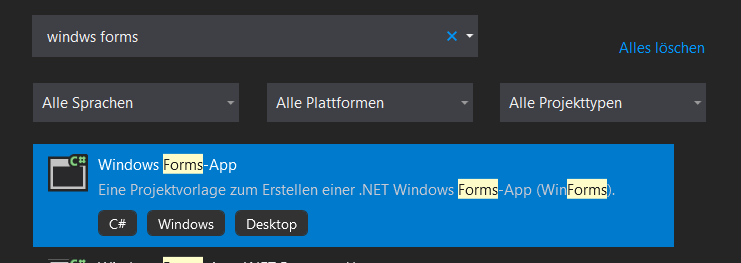 windws forms
Alles löschen
Alle Sprachen
Alle Plattformen
Alle Projekttypen
C#
Windows Forms-App
Eine Projektvorlage zum Erstellen einer .NET Windows Forms-App (WinForms).
C#
Windows
Desktop